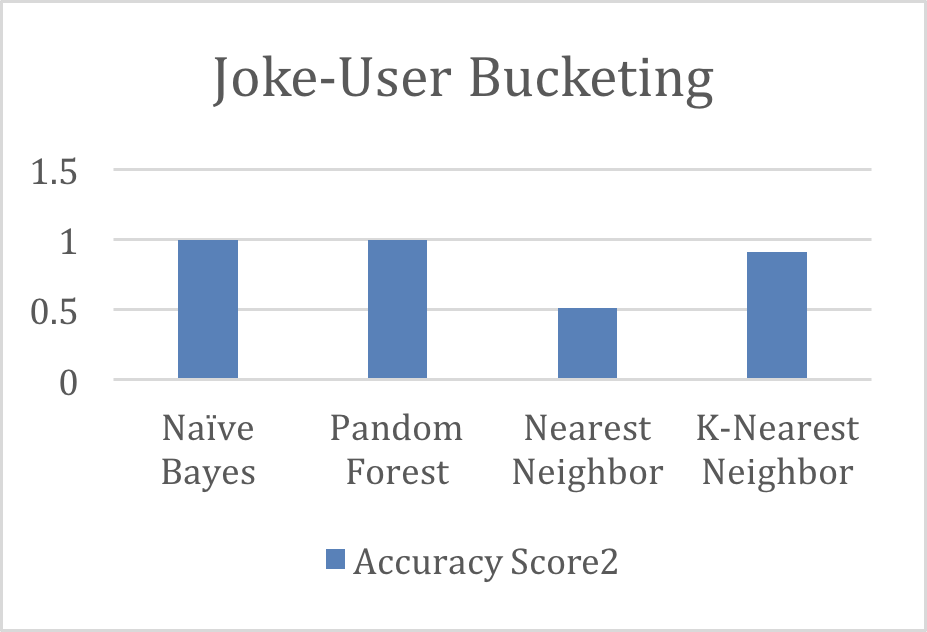 Joke-User Bucketing
1.5
1
0.5
0
Naïve
Bayes
Pandom
Forest
Nearest
Neighbor
K-Nearest
Neighbor
Accuracy Score2